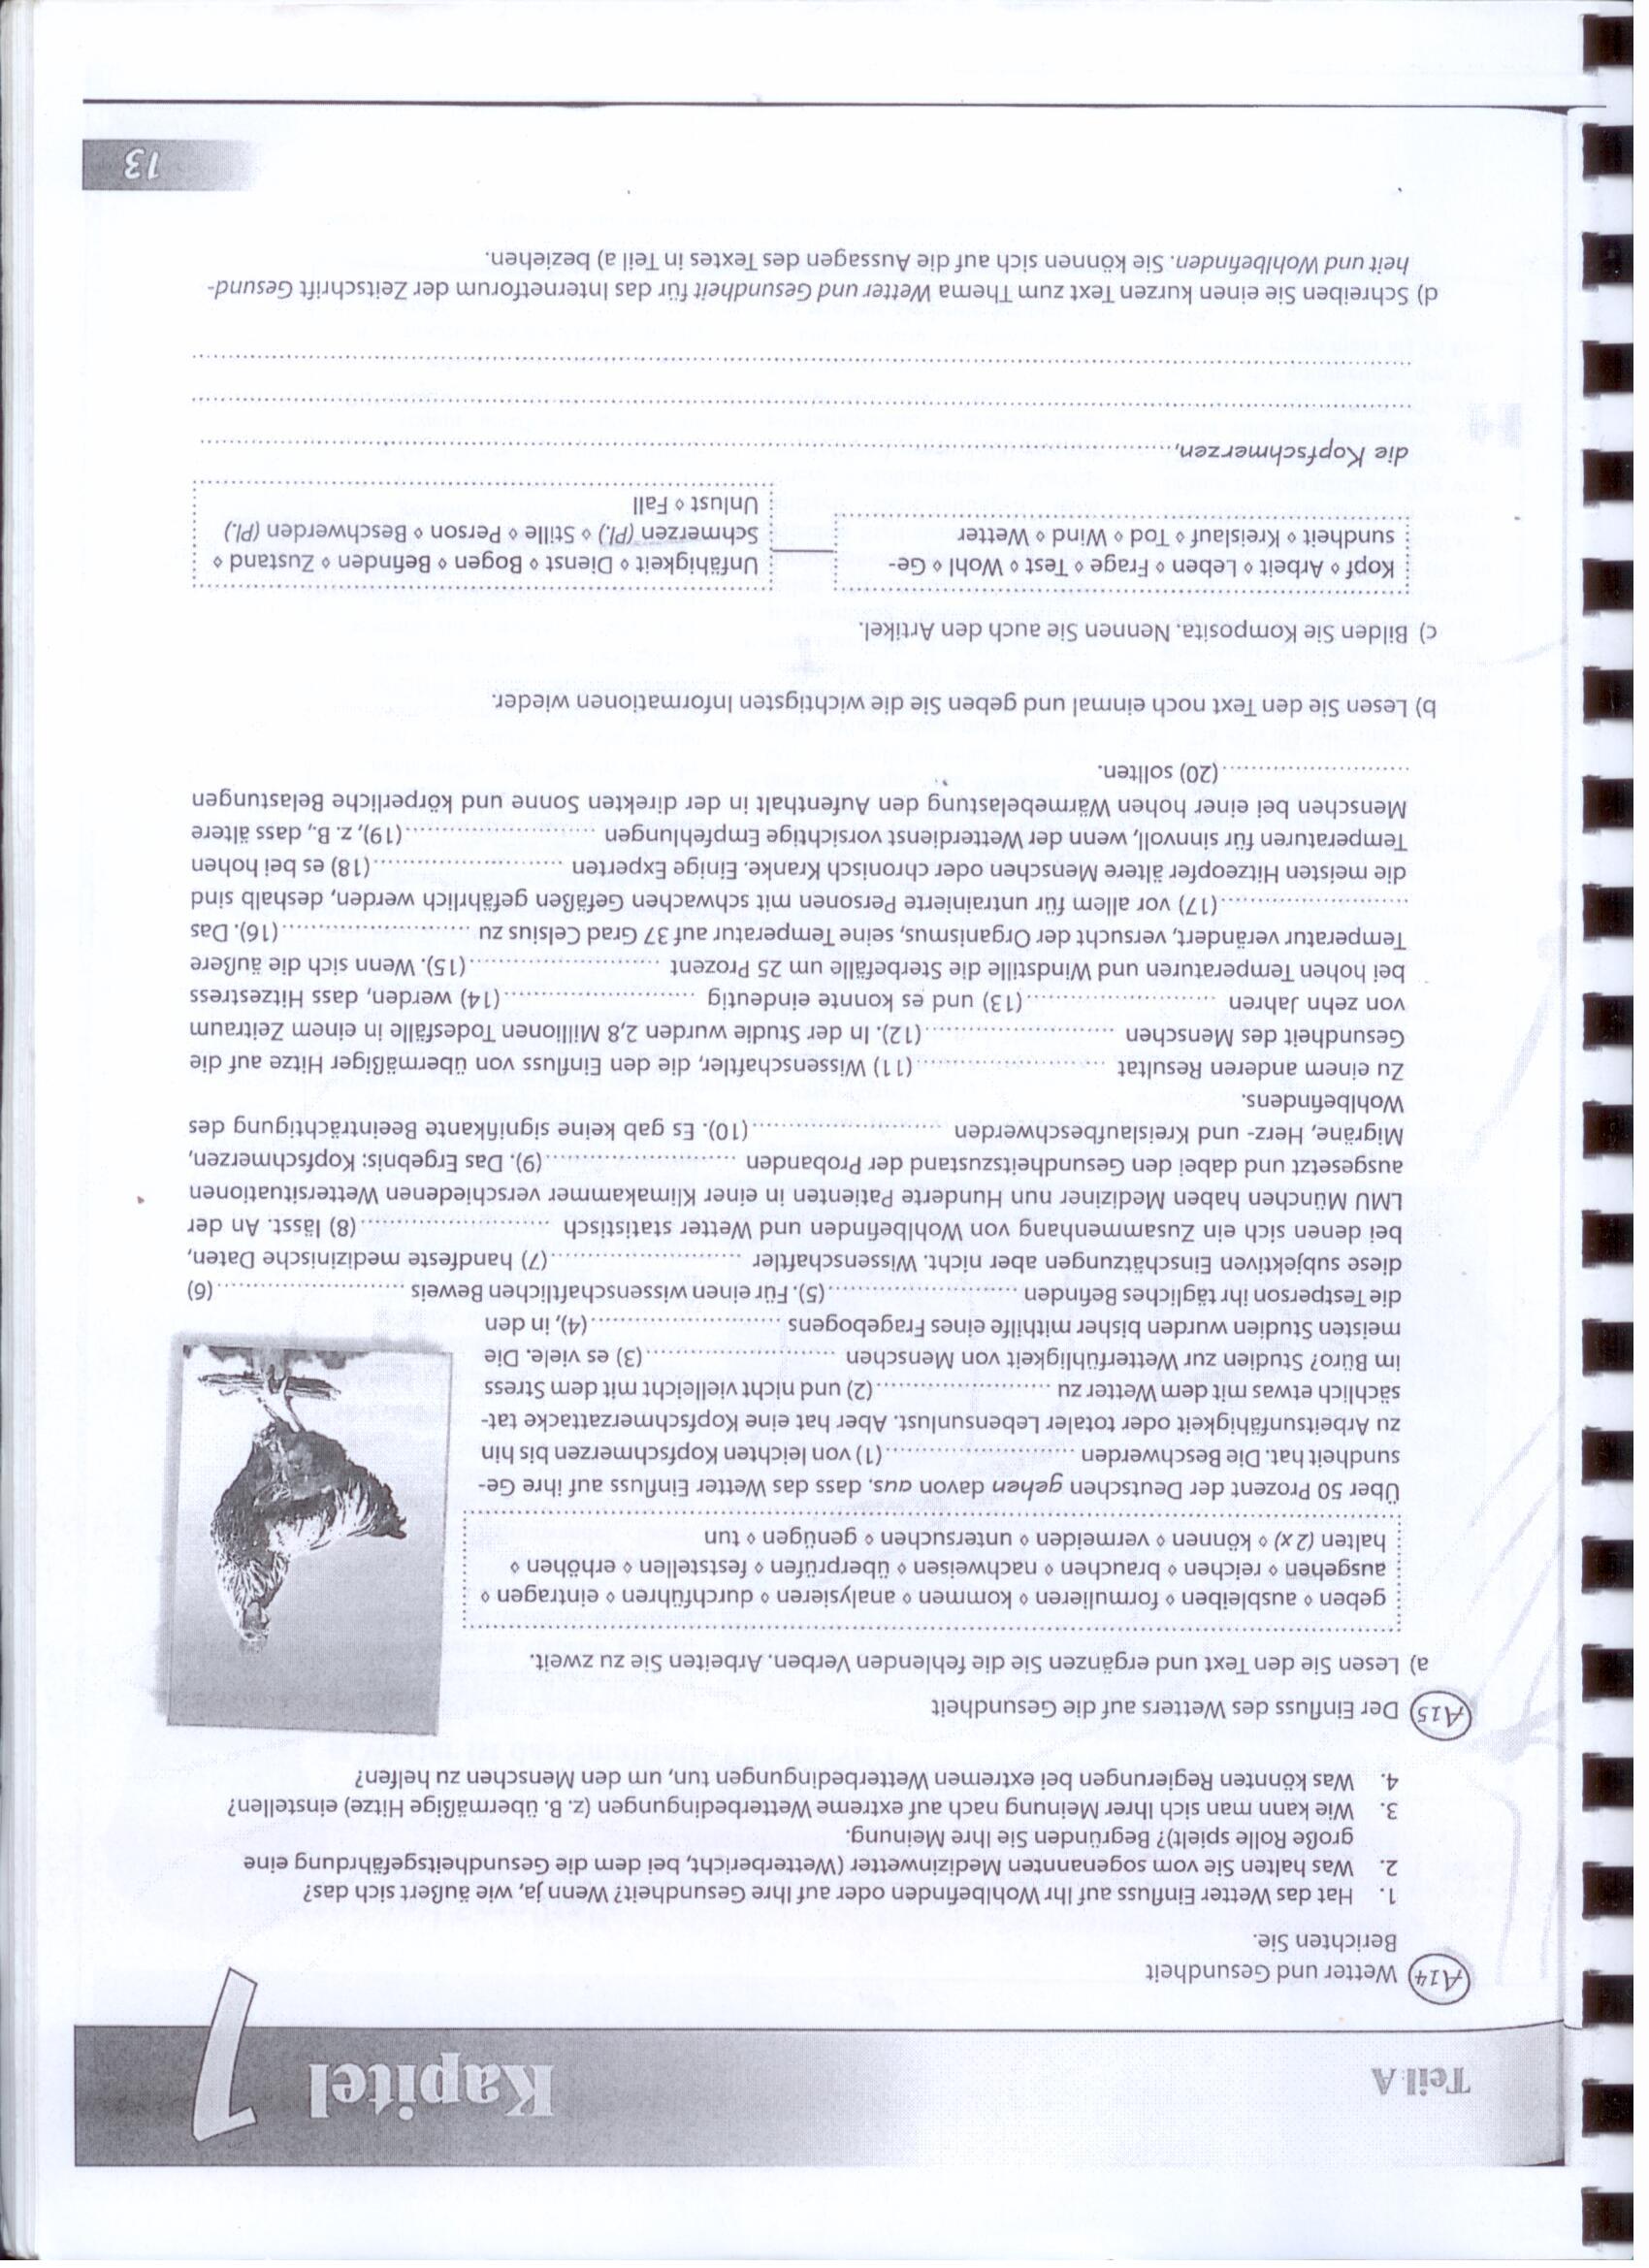 Teil A
Kapitel 1
A14 Wetter und Gesundheit
Berichten Sie.
1. Hat das Wetter Einfluss auf Ihr Wohlbefinden oder auf Ihre Gesundheit? Wenn ja, wie äußert sich das?
2. Was halten Sie vom sogenannten Medizinwetter (Wetterbericht, bei dem die Gesundheitsgefährdung eine
große Rolle spielt)? Begründen Sie Ihre Meinung.
3. Wie kann man sich Ihrer Meinung nach auf extreme Wetterbedingungen (z. B. übermäßige Hitze) einstellen?
4. Was könnten Regierungen bei extremen Wetterbedingungen tun, um den Menschen zu helfen?
A15 Der Einfluss des Wetters auf die Gesundheit
a) Lesen Sie den Text und ergänzen Sie die fehlenden Verben. Arbeiten Sie zu zweit.
geben ⋄ ausbleiben ⋄ formulieren ⋄ kommen ⋄ analysieren ⋄ durchführen ⋄ eintragen ⋄
ausgehen ⋄ reichen ⋄ brauchen ⋄ nachweisen ⋄ überprüfen ⋄ feststellen ⋄ erhöhen ⋄
halten (2 x) ⋄ können ⋄ vermeiden ⋄ untersuchen ⋄ genügen ⋄ tun
Über 50 Prozent der Deutschen gehen davon aus, dass das Wetter Einfluss auf ihre Ge-
sundheit hat. Die Beschwerden .......................... (1) von leichten Kopfschmerzen bis hin
zu Arbeitsunfähigkeit oder totaler Lebensunlust. Aber hat eine Kopfschmerzattacke tat-
sächlich etwas mit dem Wetter zu .......................... (2) und nicht vielleicht mit dem Stress
im Büro? Studien zur Wetterfühligkeit von Menschen .......................... (3) es viele. Die
meisten Studien wurden bisher mithilfe eines Fragebogens .......................... (4), in den
die Testperson ihr tägliches Befinden .......................... (5). Für einen wissenschaftlichen Beweis .......................... (6)
diese subjektiven Einschätzungen aber nicht. Wissenschaftler .......................... (7) handfeste medizinische Daten,
bei denen sich ein Zusammenhang von Wohlbefinden und Wetter statistisch .......................... (8) lässt. An der
LMU München haben Mediziner nun Hunderte Patienten in einer Klimakammer verschiedenen Wettersituationen
ausgesetzt und dabei den Gesundheitszustand der Probanden .......................... (9). Das Ergebnis: Kopfschmerzen,
Migräne, Herz- und Kreislaufbeschwerden .......................... (10). Es gab keine signifikante Beeinträchtigung des
Wohlbefindens.
Zu einem anderen Resultat .......................... (11) Wissenschaftler, die den Einfluss von übermäßiger Hitze auf die
Gesundheit des Menschen .......................... (12). In der Studie wurden 2,8 Millionen Todesfälle in einem Zeitraum
von zehn Jahren .......................... (13) und es konnte eindeutig .......................... (14) werden, dass Hitzestress
bei hohen Temperaturen und Windstille die Sterbefälle um 25 Prozent .......................... (15). Wenn sich die äußere
Temperatur verändert, versucht der Organismus, seine Temperatur auf 37 Grad Celsius zu .......................... (16). Das
.......................... (17) vor allem für untrainierte Personen mit schwachen Gefäßen gefährlich werden, deshalb sind
die meisten Hitzeopfer ältere Menschen oder chronisch Kranke. Einige Experten .......................... (18) es bei hohen
Temperaturen für sinnvoll, wenn der Wetterdienst vorsichtige Empfehlungen .......................... (19), z. B., dass ältere
Menschen bei einer hohen Wärmebelastung den Aufenthalt in der direkten Sonne und körperliche Belastungen
.......................... (20) sollten.
b) Lesen Sie den Text noch einmal und geben Sie die wichtigsten Informationen wieder.
c) Bilden Sie Komposita. Nennen Sie auch den Artikel.
Kopf ⋄ Arbeit ⋄ Leben ⋄ Frage ⋄ Test ⋄ Wohl ⋄ Ge-
sundheit ⋄ Kreislauf ⋄ Tod ⋄ Wind ⋄ Wetter
Unfähigkeit ⋄ Dienst ⋄ Bogen ⋄ Befinden ⋄ Zustand ⋄
Schmerzen (Pl.) ⋄ Stille ⋄ Person ⋄ Beschwerden (Pl.)
Unlust ⋄ Fall
die Kopfschmerzen, ..........................
d) Schreiben Sie einen kurzen Text zum Thema Wetter und Gesundheit für das Internetforum der Zeitschrift Gesund-
heit und Wohlbefinden. Sie können sich auf die Aussagen des Textes in Teil a) beziehen.
13